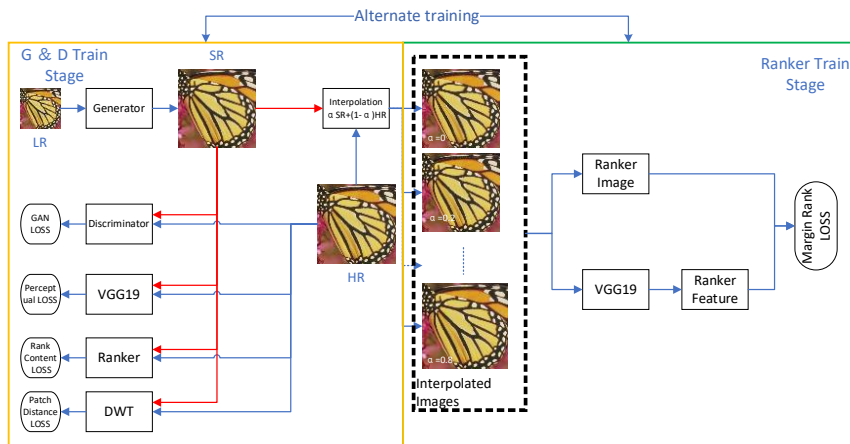 Alternate training
G & D Train
Stage
SR
Ranker Train
Stage
LR
Generator
Interpolation
α SR+(1- α )HR
α=0
α=0.2
α=0.8
HR
GAN
LOSS
Discriminator
Percept
ual LOSS
VGG19
Rank
Content
LOSS
Ranker
Patch
Distance
LOSS
DWT
Interpolated
Images
Ranker
Image
VGG19
Ranker
Feature
Margin Rank
LOSS